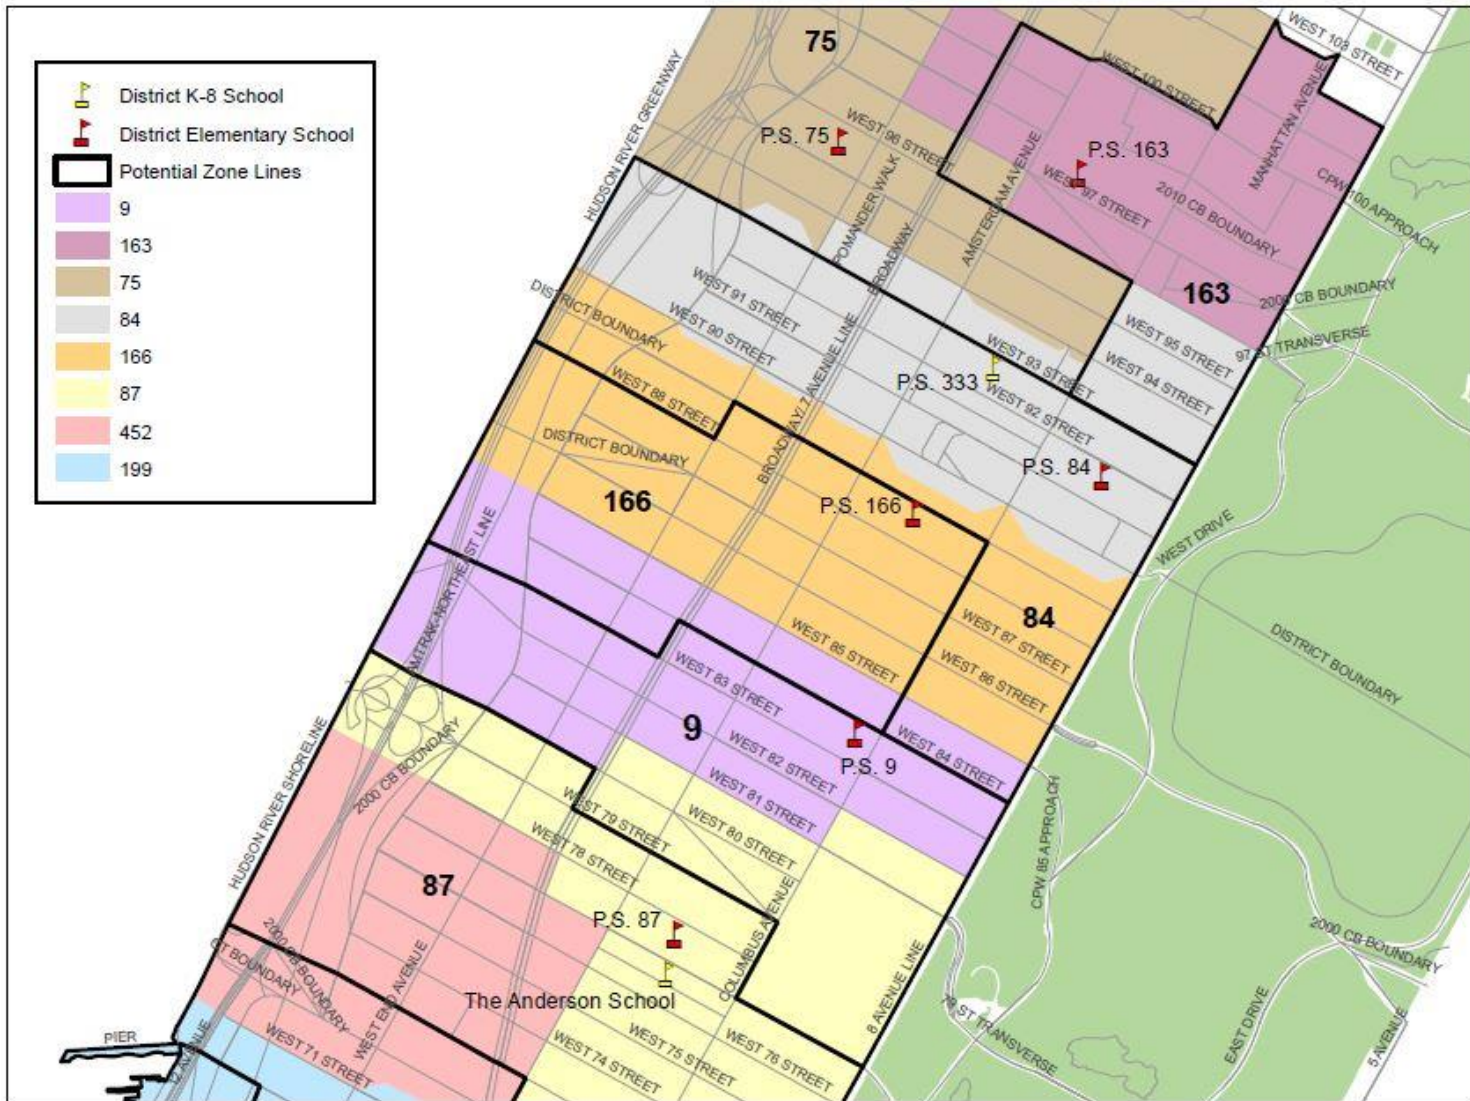 District K-8 School
District Elementary School
Potential Zone Lines
9
163
75
84
166
87
452
199
75
WEST 103 STREET
HUDSON RIVER GREENWAY
P.S. 75
WEST 96 STREET
WEST 100 STREET
MANHATTAN AVENUE
P.S. 163
WEST 97 STREET
2010 CB BOUNDARY
CPW 100 APPROACH
POMANDER WALK
BROADWAY
AMSTERDAM AVENUE
163
2000 CB BOUNDARY
97 ST TRANSVERSE
WEST 95 STREET
WEST 94 STREET
WEST 93 STREET
WEST 92 STREET
P.S. 333
WEST 91 STREET
WEST 90 STREET
DISTRICT BOUNDARY
WEST 88 STREET
DISTRICT BOUNDARY
BROADWAY/ 7 AVENUE LINE
P.S. 84
P.S. 166
166
WEST DRIVE
84
WEST 87 STREET
WEST 86 STREET
WEST 85 STREET
DISTRICT BOUNDARY
AMTRAK-NORTHEAST LINE
WEST 83 STREET
WEST 84 STREET
9
P.S. 9
WEST 82 STREET
WEST 81 STREET
HUDSON RIVER SHORELINE
2000 CB BOUNDARY
WEST 79 STREET
WEST 80 STREET
WEST 78 STREET
CPW 85 APPROACH
87
P.S. 87
COLUMBUS AVENUE
The Anderson School
8 AVENUE LINE
2000 CB BOUNDARY
2000 CB BOUNDARY
CT BOUNDARY
WEST END AVENUE
79 ST TRANSVERSE
EAST DRIVE
5 AVENUE
PIER
12 AVENUE
WEST 71 STREET
WEST 74 STREET
WEST 75 STREET
WEST 76 STREET